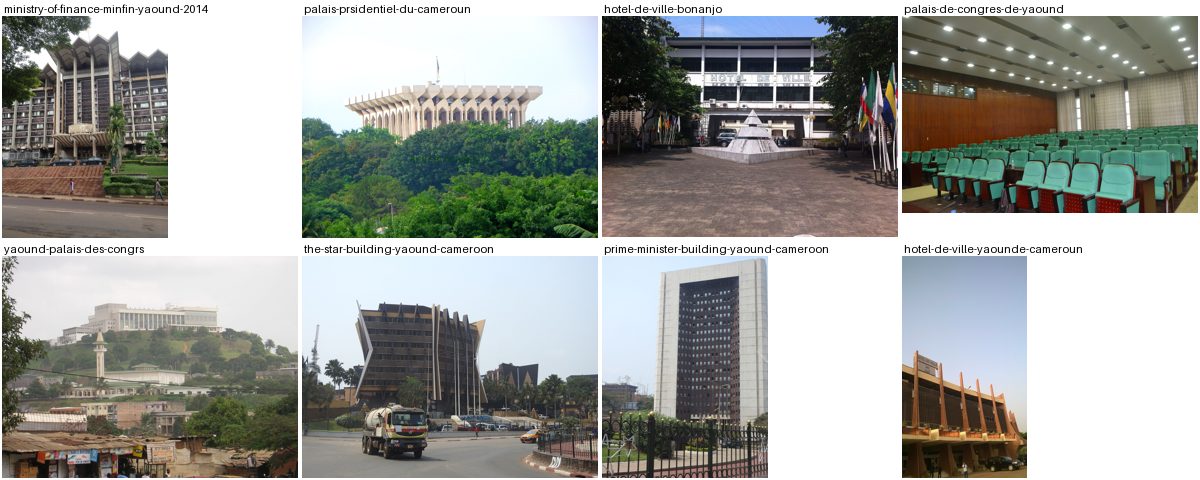 ministry-of-finance-minfin-yaound-2014
palais-prsidentiel-du-cameroun
hotel-de-ville-bonanjo
palais-de-congres-de-yaound
HOTEL DE VILLE
yaound-palais-des-congrs
the-star-building-yaound-cameroon
prime-minister-building-yaound-cameroon
hotel-de-ville-yaounde-cameroun